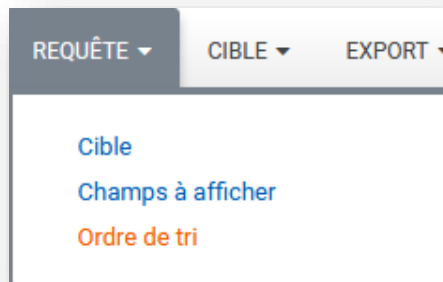 REQUÊTE CIBLE EXPORT
Cible
Champs à afficher
Ordre de tri